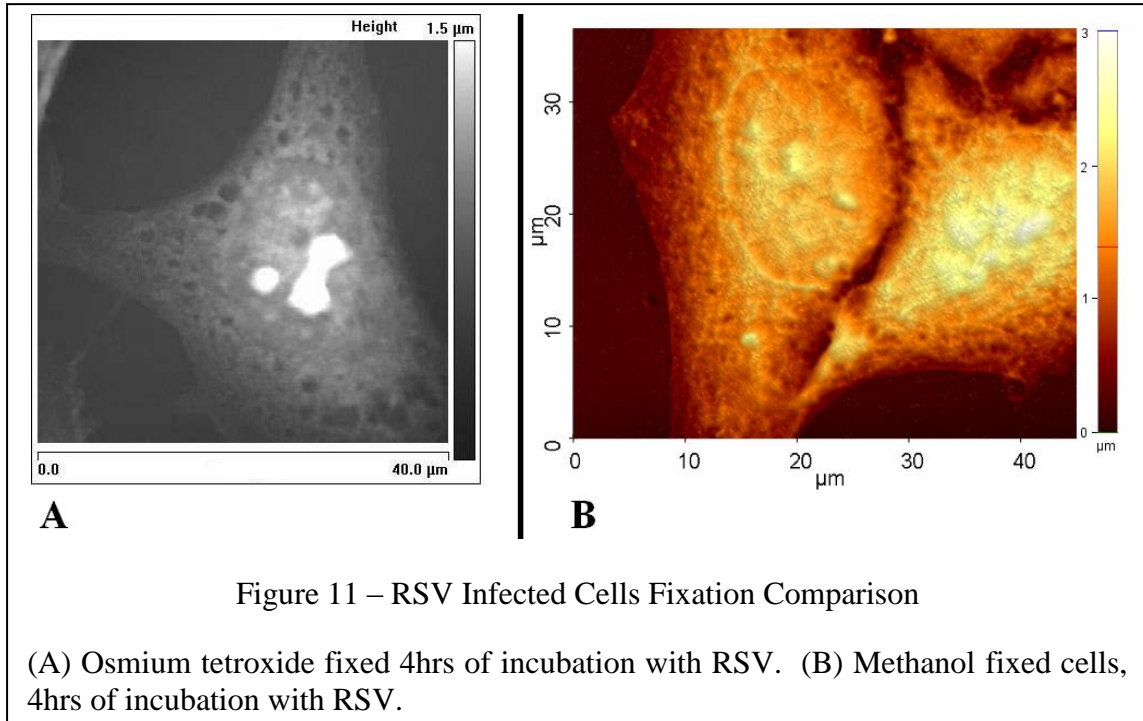 Height 1.5 µm
0.0 40.0 µm
A
3
2
1
0
µm
30
20
10
0
µm
0 10 20 30 40
µm
B
Figure 11 – RSV Infected Cells Fixation Comparison
(A) Osmium tetroxide fixed 4hrs of incubation with RSV. (B) Methanol fixed cells,
4hrs of incubation with RSV.